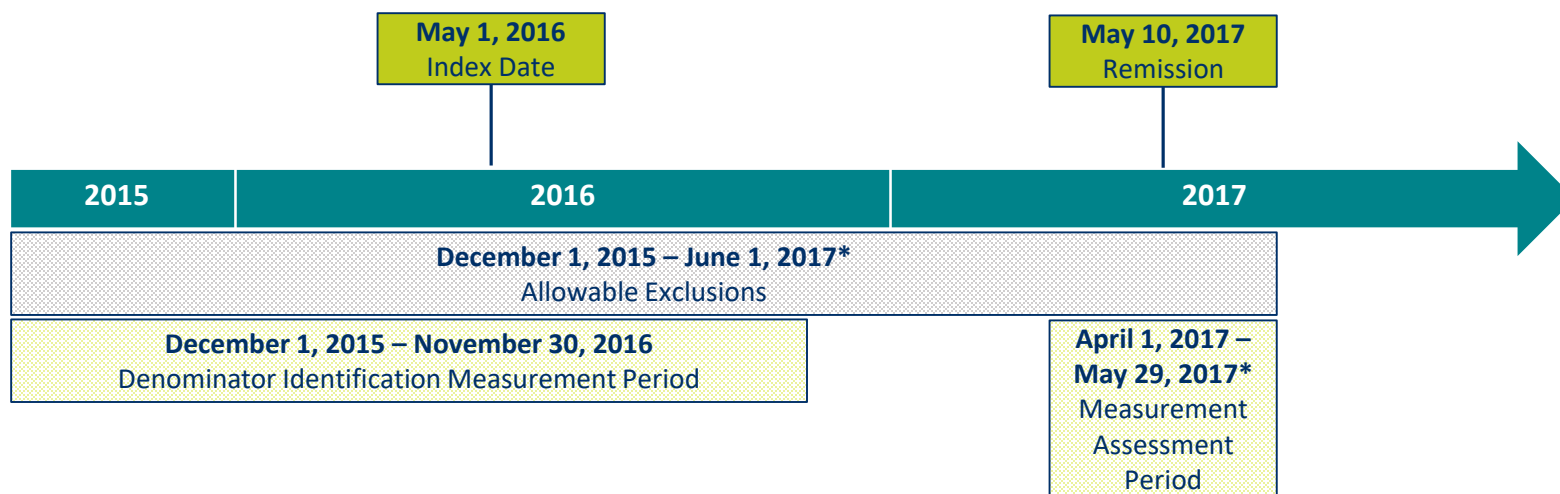 May 1, 2016
Index Date
May 10, 2017
Remission
2015
2016
2017
December 1, 2015 – June 1, 2017*
Allowable Exclusions
December 1, 2015 – November 30, 2016
Denominator Identification Measurement Period
April 1, 2017 –
May 29, 2017*
Measurement
Assessment
Period